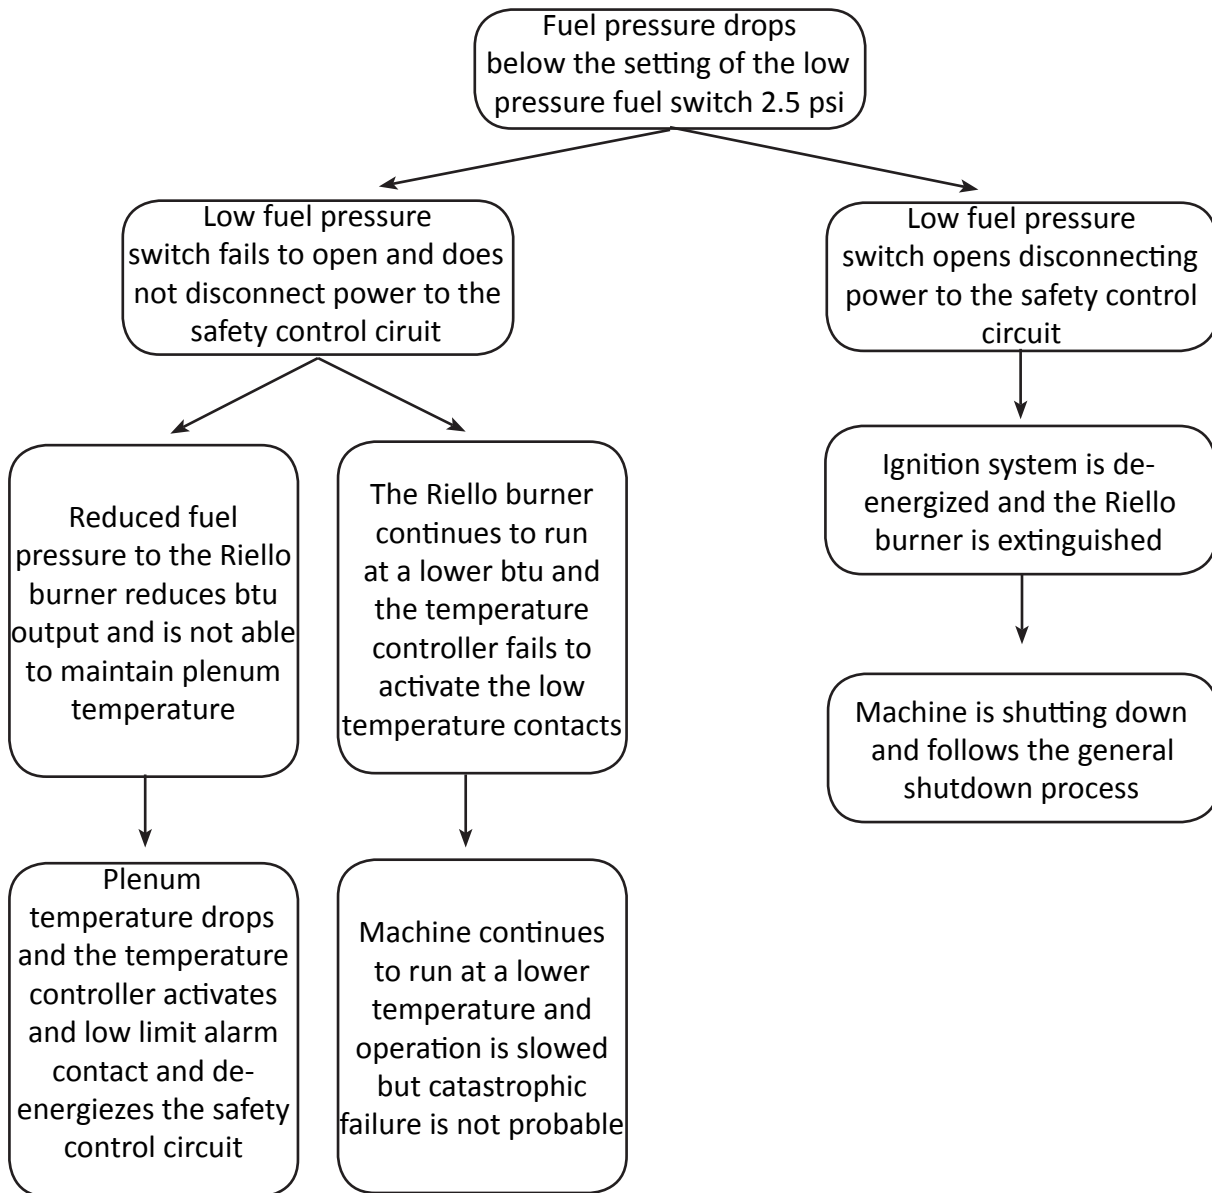 Fuel pressure drops
below the setting of the low
pressure fuel switch 2.5 psi
Low fuel pressure
switch fails to open and does
not disconnect power to the
safety control ciruit
Low fuel pressure
switch opens disconnecting
power to the safety control
circuit
Reduced fuel
pressure to the Riello
burner reduces btu
output and is not able
to maintain plenum
temperature
The Riello burner
continues to run
at a lower btu and
the temperature
controller fails to
activate the low
temperature contacts
Ignition system is de-
energized and the Riello
burner is extinguished
Machine is shutting down
and follows the general
shutdown process
Plenum
temperature drops
and the temperature
controller activates
and low limit alarm
contact and de-
energiezes the safety
control circuit
Machine continues
to run at a lower
temperature and
operation is slowed
but catastrophic
failure is not probable